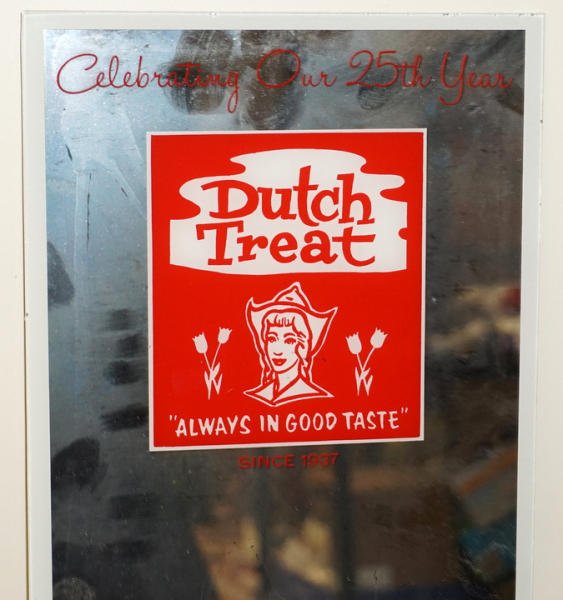 Celebrating Our 25th Year
Dutch
Treat
"ALWAYS IN GOOD TASTE"
SINCE 1937